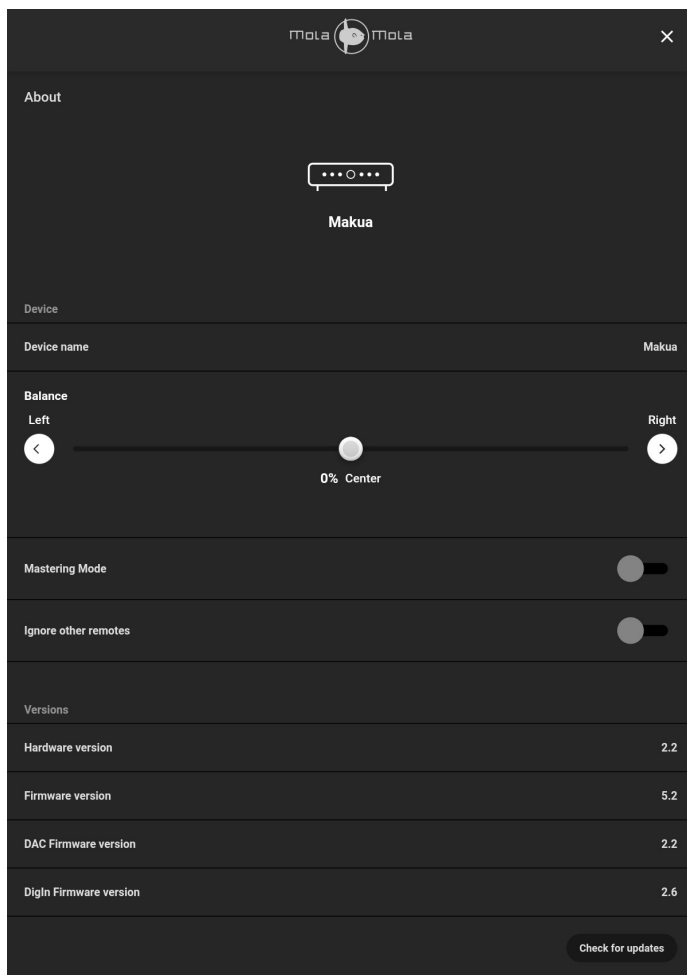 mola mola
About
Makua
Device
Device name Makua
Balance
Left Right
0% Center
Mastering Mode
Ignore other remotes
Versions
Hardware version 2.2
Firmware version 5.2
DAC Firmware version 2.2
DigIn Firmware version 2.6
Check for updates